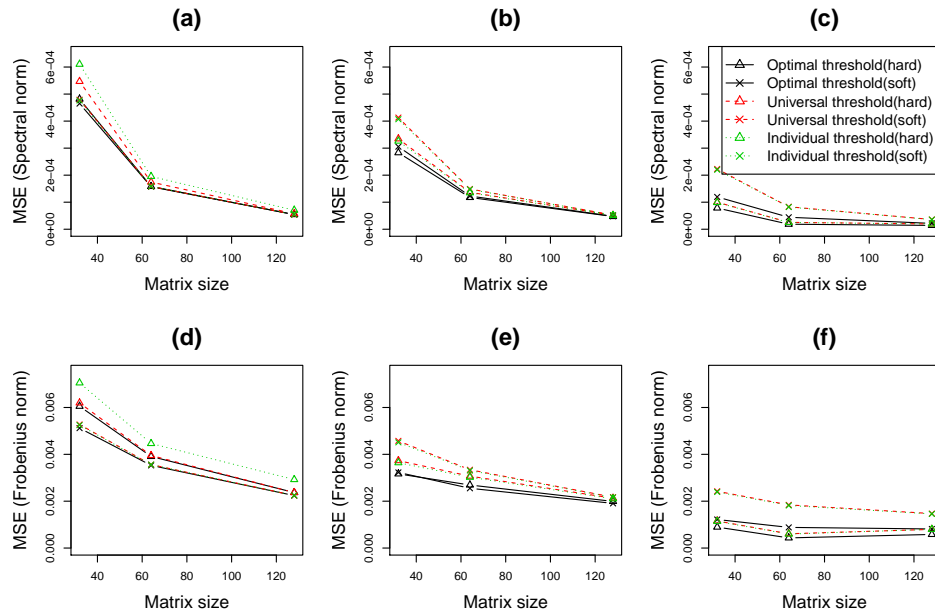 (a)
MSE (Spectral norm)
0e+00 2e-04 4e-04 6e-04
40 60 80 100 120
Matrix size
(b)
MSE (Spectral norm)
0e+00 2e-04 4e-04 6e-04
40 60 80 100 120
Matrix size
(c)
MSE (Spectral norm)
0e+00 2e-04 4e-04 6e-04
Optimal threshold(hard)
Optimal threshold(soft)
Universal threshold(hard)
Universal threshold(soft)
Individual threshold(hard)
Individual threshold(soft)
40 60 80 100 120
Matrix size
(d)
MSE (Frobenius norm)
0.000 0.002 0.004 0.006
40 60 80 100 120
Matrix size
(e)
MSE (Frobenius norm)
0.000 0.002 0.004 0.006
40 60 80 100 120
Matrix size
(f)
MSE (Frobenius norm)
0.000 0.002 0.004 0.006
40 60 80 100 120
Matrix size